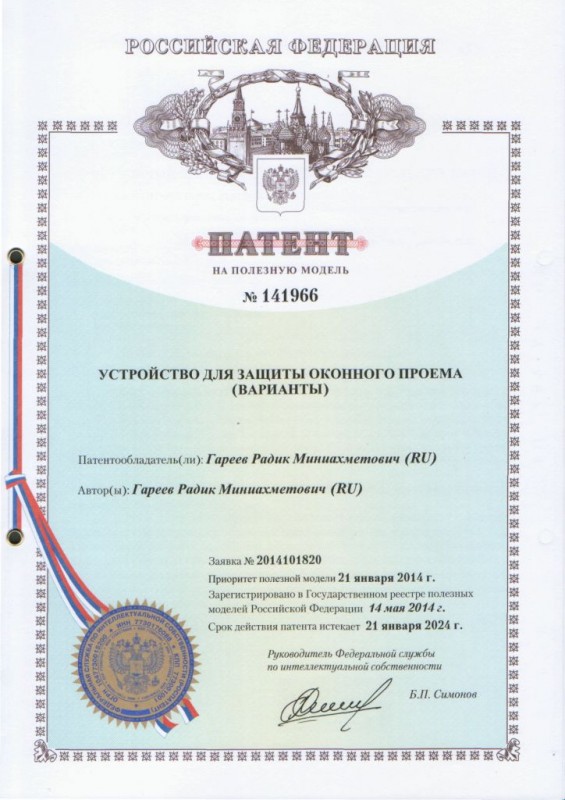 РОССИЙСКАЯ ФЕДЕРАЦИЯ
ПАТЕНТ
НА ПОЛЕЗНУЮ МОДЕЛЬ
№ 141966
УСТРОЙСТВО ДЛЯ ЗАЩИТЫ ОКОННОГО ПРОЕМА
(ВАРИАНТЫ)
Патентообладатель(ли): Гареев Радик Миниахметович (RU)
Автор(ы): Гареев Радик Миниахметович (RU)
Заявка № 2014101820
Приоритет полезной модели 21 января 2014 г.
Зарегистрировано в Государственном реестре полезных
моделей Российской Федерации 14 мая 2014 г.
Срок действия патента истекает 21 января 2024 г.
Руководитель Федеральной службы
по интеллектуальной собственности
Б.П. Симонов